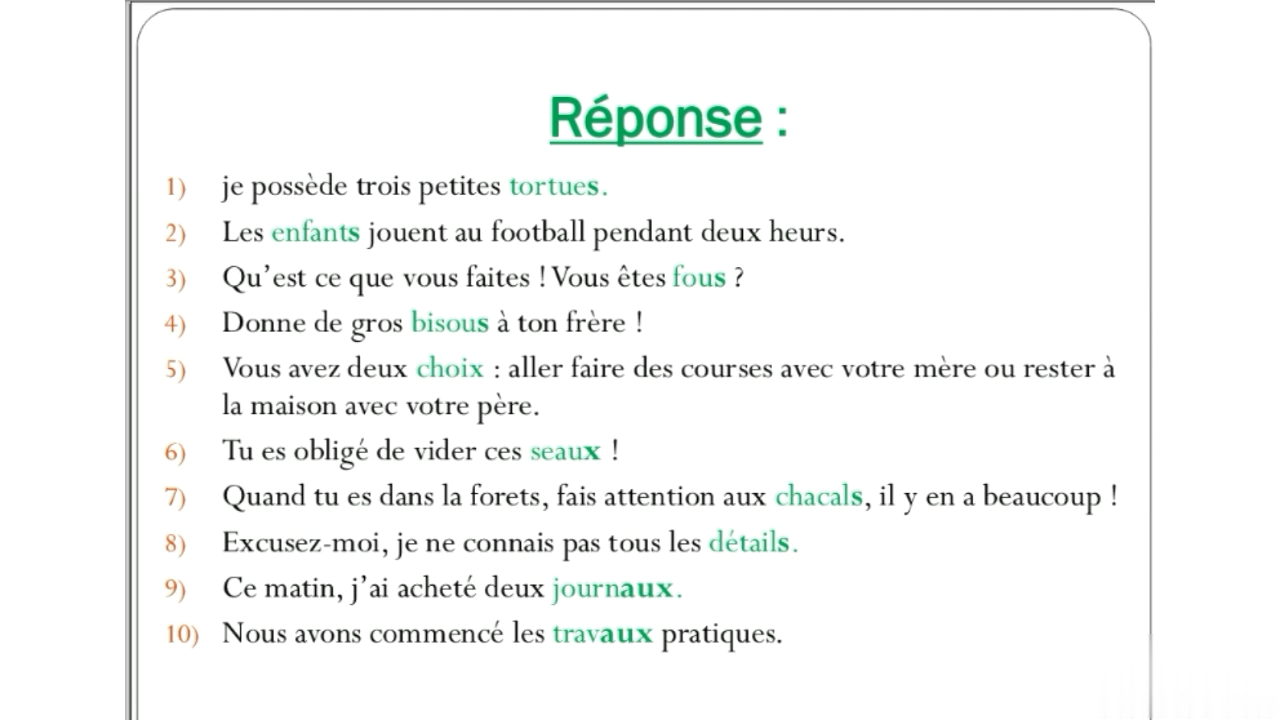 Réponse :
1) je possède trois petites tortues.
2) Les enfants jouent au football pendant deux heurs.
3) Qu’est ce que vous faites ! Vous êtes fous ?
4) Donne de gros bisous à ton frère !
5) Vous avez deux choix : aller faire des courses avec votre mère ou rester à
la maison avec votre père.
6) Tu es obligé de vider ces seaux !
7) Quand tu es dans la forets, fais attention aux chacals, il y en a beaucoup !
8) Excusez-moi, je ne connais pas tous les détails.
9) Ce matin, j’ai acheté deux journaux.
10) Nous avons commencé les travaux pratiques.